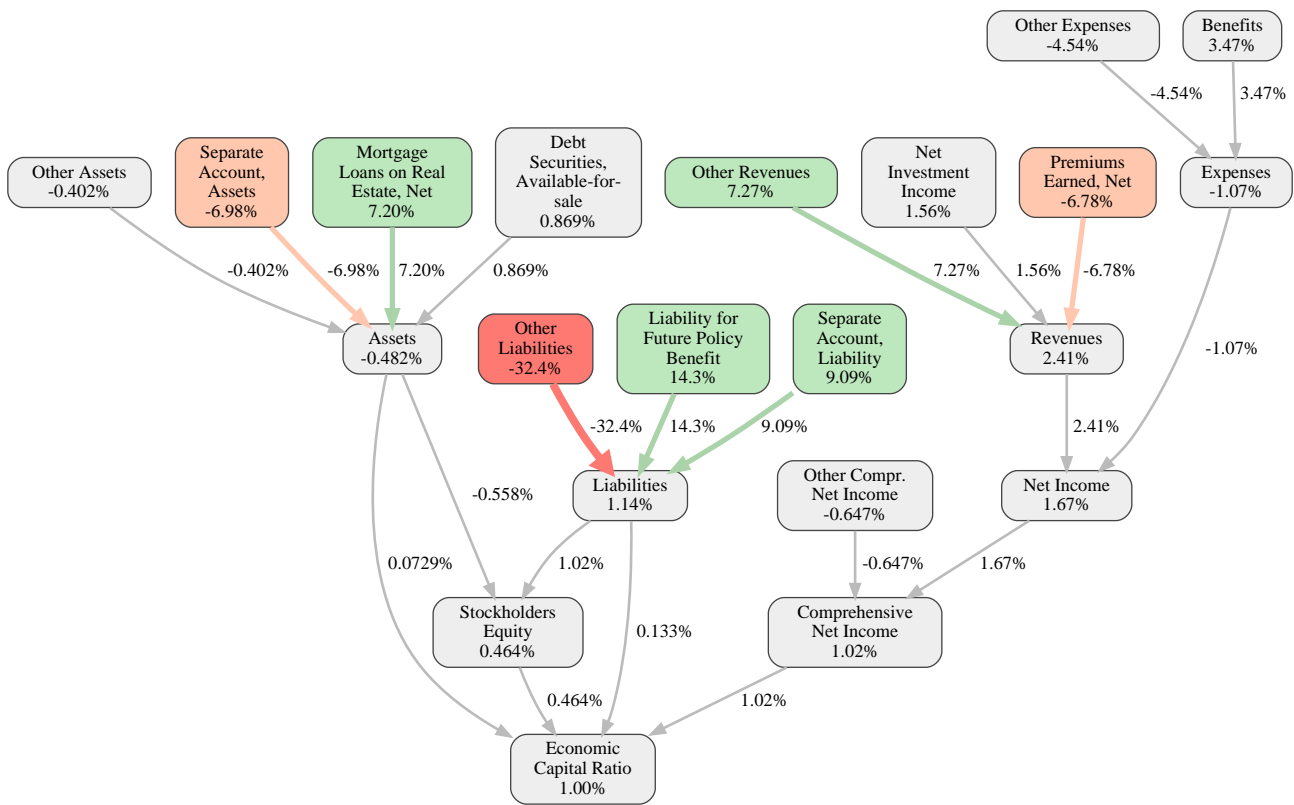 Other Expenses
-4.54%
Benefits
3.47%
-4.54%
3.47%
Other Assets
-0.402%
Separate
Account,
Assets
-6.98%
Mortgage
Loans on Real
Estate, Net
7.20%
Debt
Securities,
Available-for-
sale
0.869%
Other Revenues
7.27%
Net
Investment
Income
1.56%
Premiums
Earned, Net
-6.78%
Expenses
-1.07%
-0.402%
-6.98%
7.20%
0.869%
7.27%
1.56%
-6.78%
-1.07%
Assets
-0.482%
Other
Liabilities
-32.4%
Liability for
Future Policy
Benefit
14.3%
Separate
Account,
Liability
9.09%
Revenues
2.41%
-32.4%
14.3%
9.09%
2.41%
-0.558%
Liabilities
1.14%
Other Compr.
Net Income
-0.647%
Net Income
1.67%
0.0729%
1.02%
-0.647%
1.67%
Stockholders
Equity
0.464%
0.133%
Comprehensive
Net Income
1.02%
0.464%
1.02%
Economic
Capital Ratio
1.00%